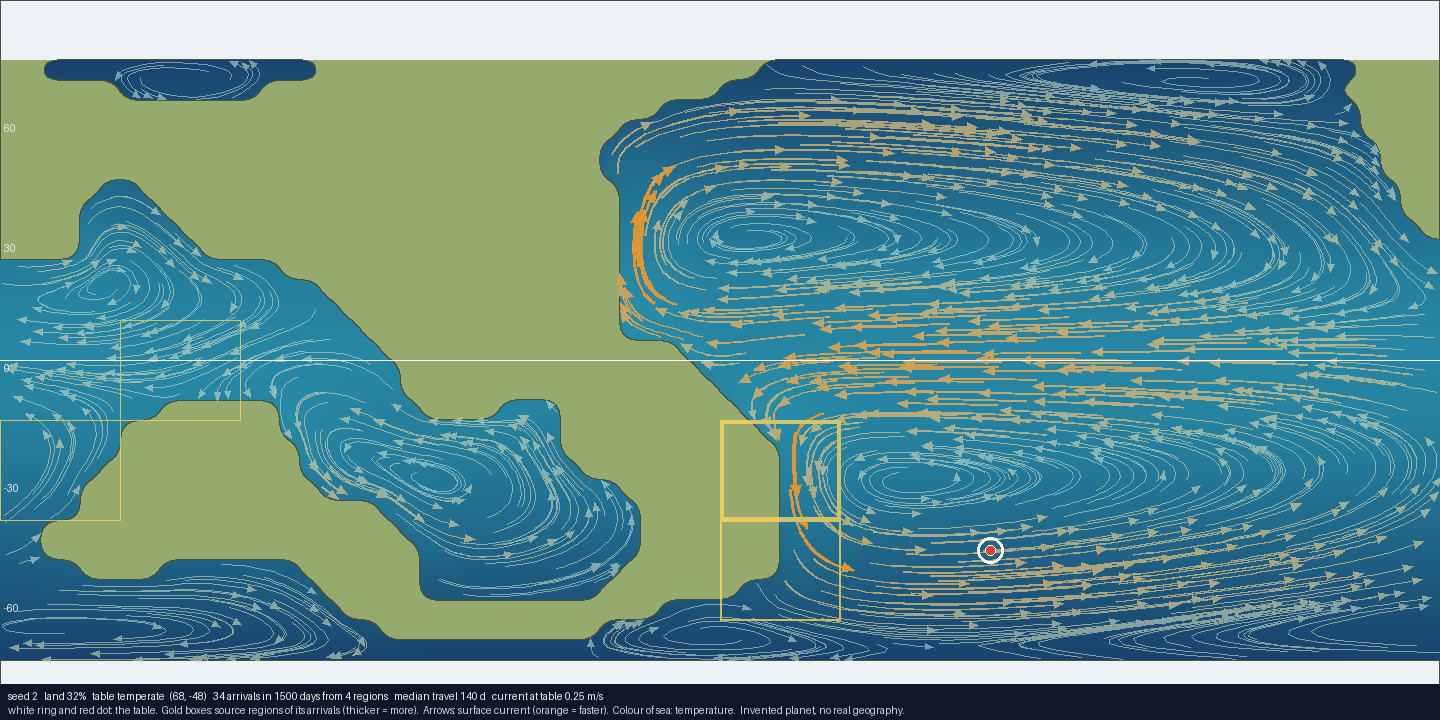 60
30
0
-30
-60
seed 2 land 32% table temperate (68, -48) 34 arrivals in 1500 days from 4 regions median travel 140 d current at table 0.25 m/s
white ring and red dot: the table. Gold boxes: source regions of its arrivals (thicker = more). Arrows: surface current (orange = faster). Colour of sea: temperature. Invented planet, no real geography.